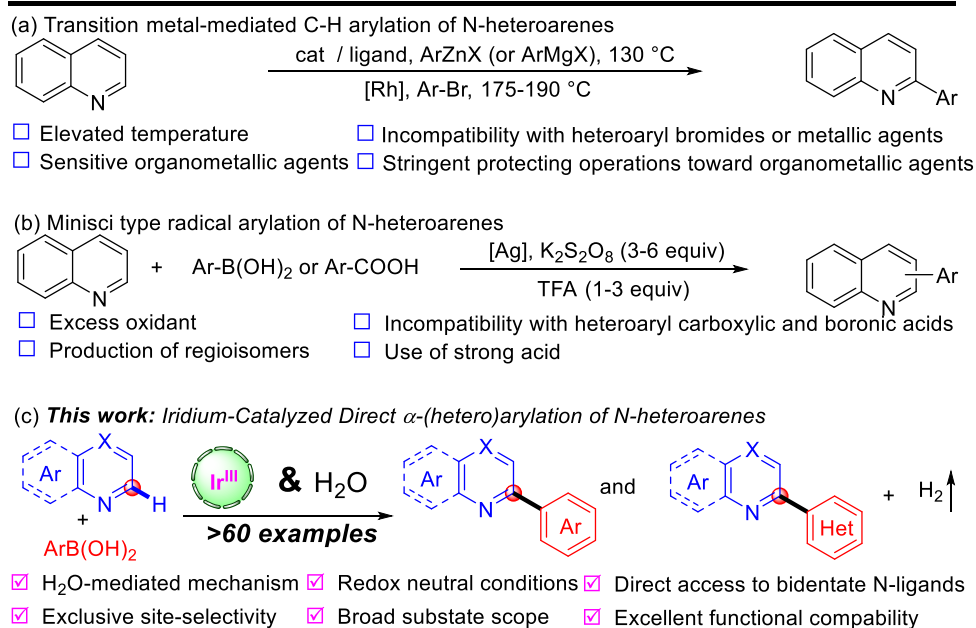 (a) Transition metal-mediated C-H arylation of N-heteroarenes
cat / ligand, ArZnX (or ArMgX), 130 °C
[Rh], Ar-Br, 175-190 °C
N
N
Ar
Elevated temperature
Incompatibility with heteroaryl bromides or metallic agents
Sensitive organometallic agents
Stringent protecting operations toward organometallic agents
(b) Minisci type radical arylation of N-heteroarenes
N
+
Ar-B(OH)2 or Ar-COOH
[Ag], K2S2O8 (3-6 equiv)
TFA (1-3 equiv)
N
Ar
Excess oxidant
Incompatibility with heteroaryl carboxylic and boronic acids
Production of regioisomers
Use of strong acid
(c) This work: Iridium-Catalyzed Direct α-(hetero)arylation of N-heteroarenes
Ar
X
N
H
+
ArB(OH)2
IrIII
& H2O
>60 examples
Ar
X
N
Ar
and
Ar
X
N
Het
+ H2
H2O-mediated mechanism
Redox neutral conditions
Direct access to bidentate N-ligands
Exclusive site-selectivity
Broad substate scope
Excellent functional compability